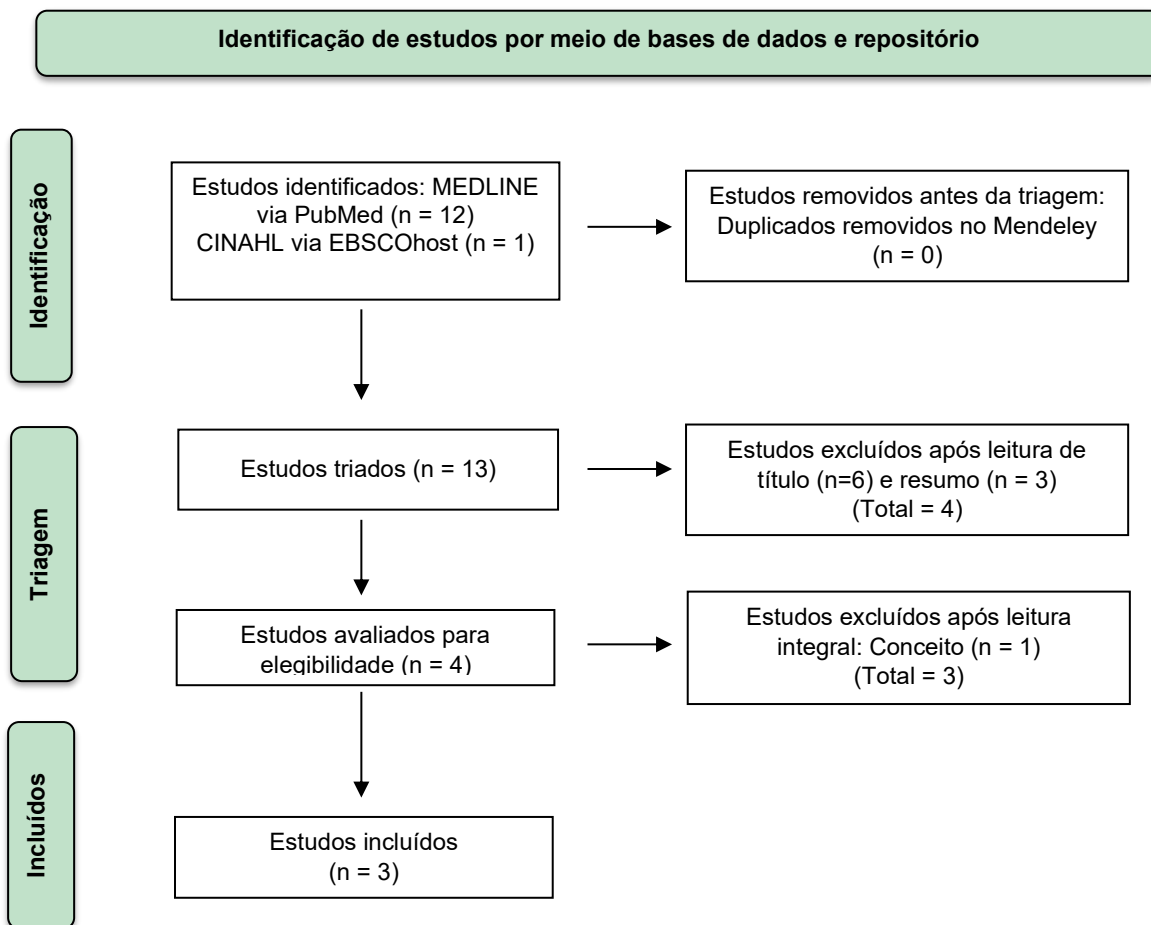 Identificação de estudos por meio de bases de dados e repositório
Identificação
Estudos identificados: MEDLINE
via PubMed (n = 12)
CINAHL via EBSCOhost (n = 1)
Estudos removidos antes da triagem:
Duplicados removidos no Mendeley
(n = 0)
Triagem
Estudos triados (n = 13)
Estudos excluídos após leitura de
título (n=6) e resumo (n = 3)
(Total = 4)
Estudos avaliados para
elegibilidade (n = 4)
Estudos excluídos após leitura
integral: Conceito (n = 1)
(Total = 3)
Incluídos
Estudos incluídos
(n = 3)